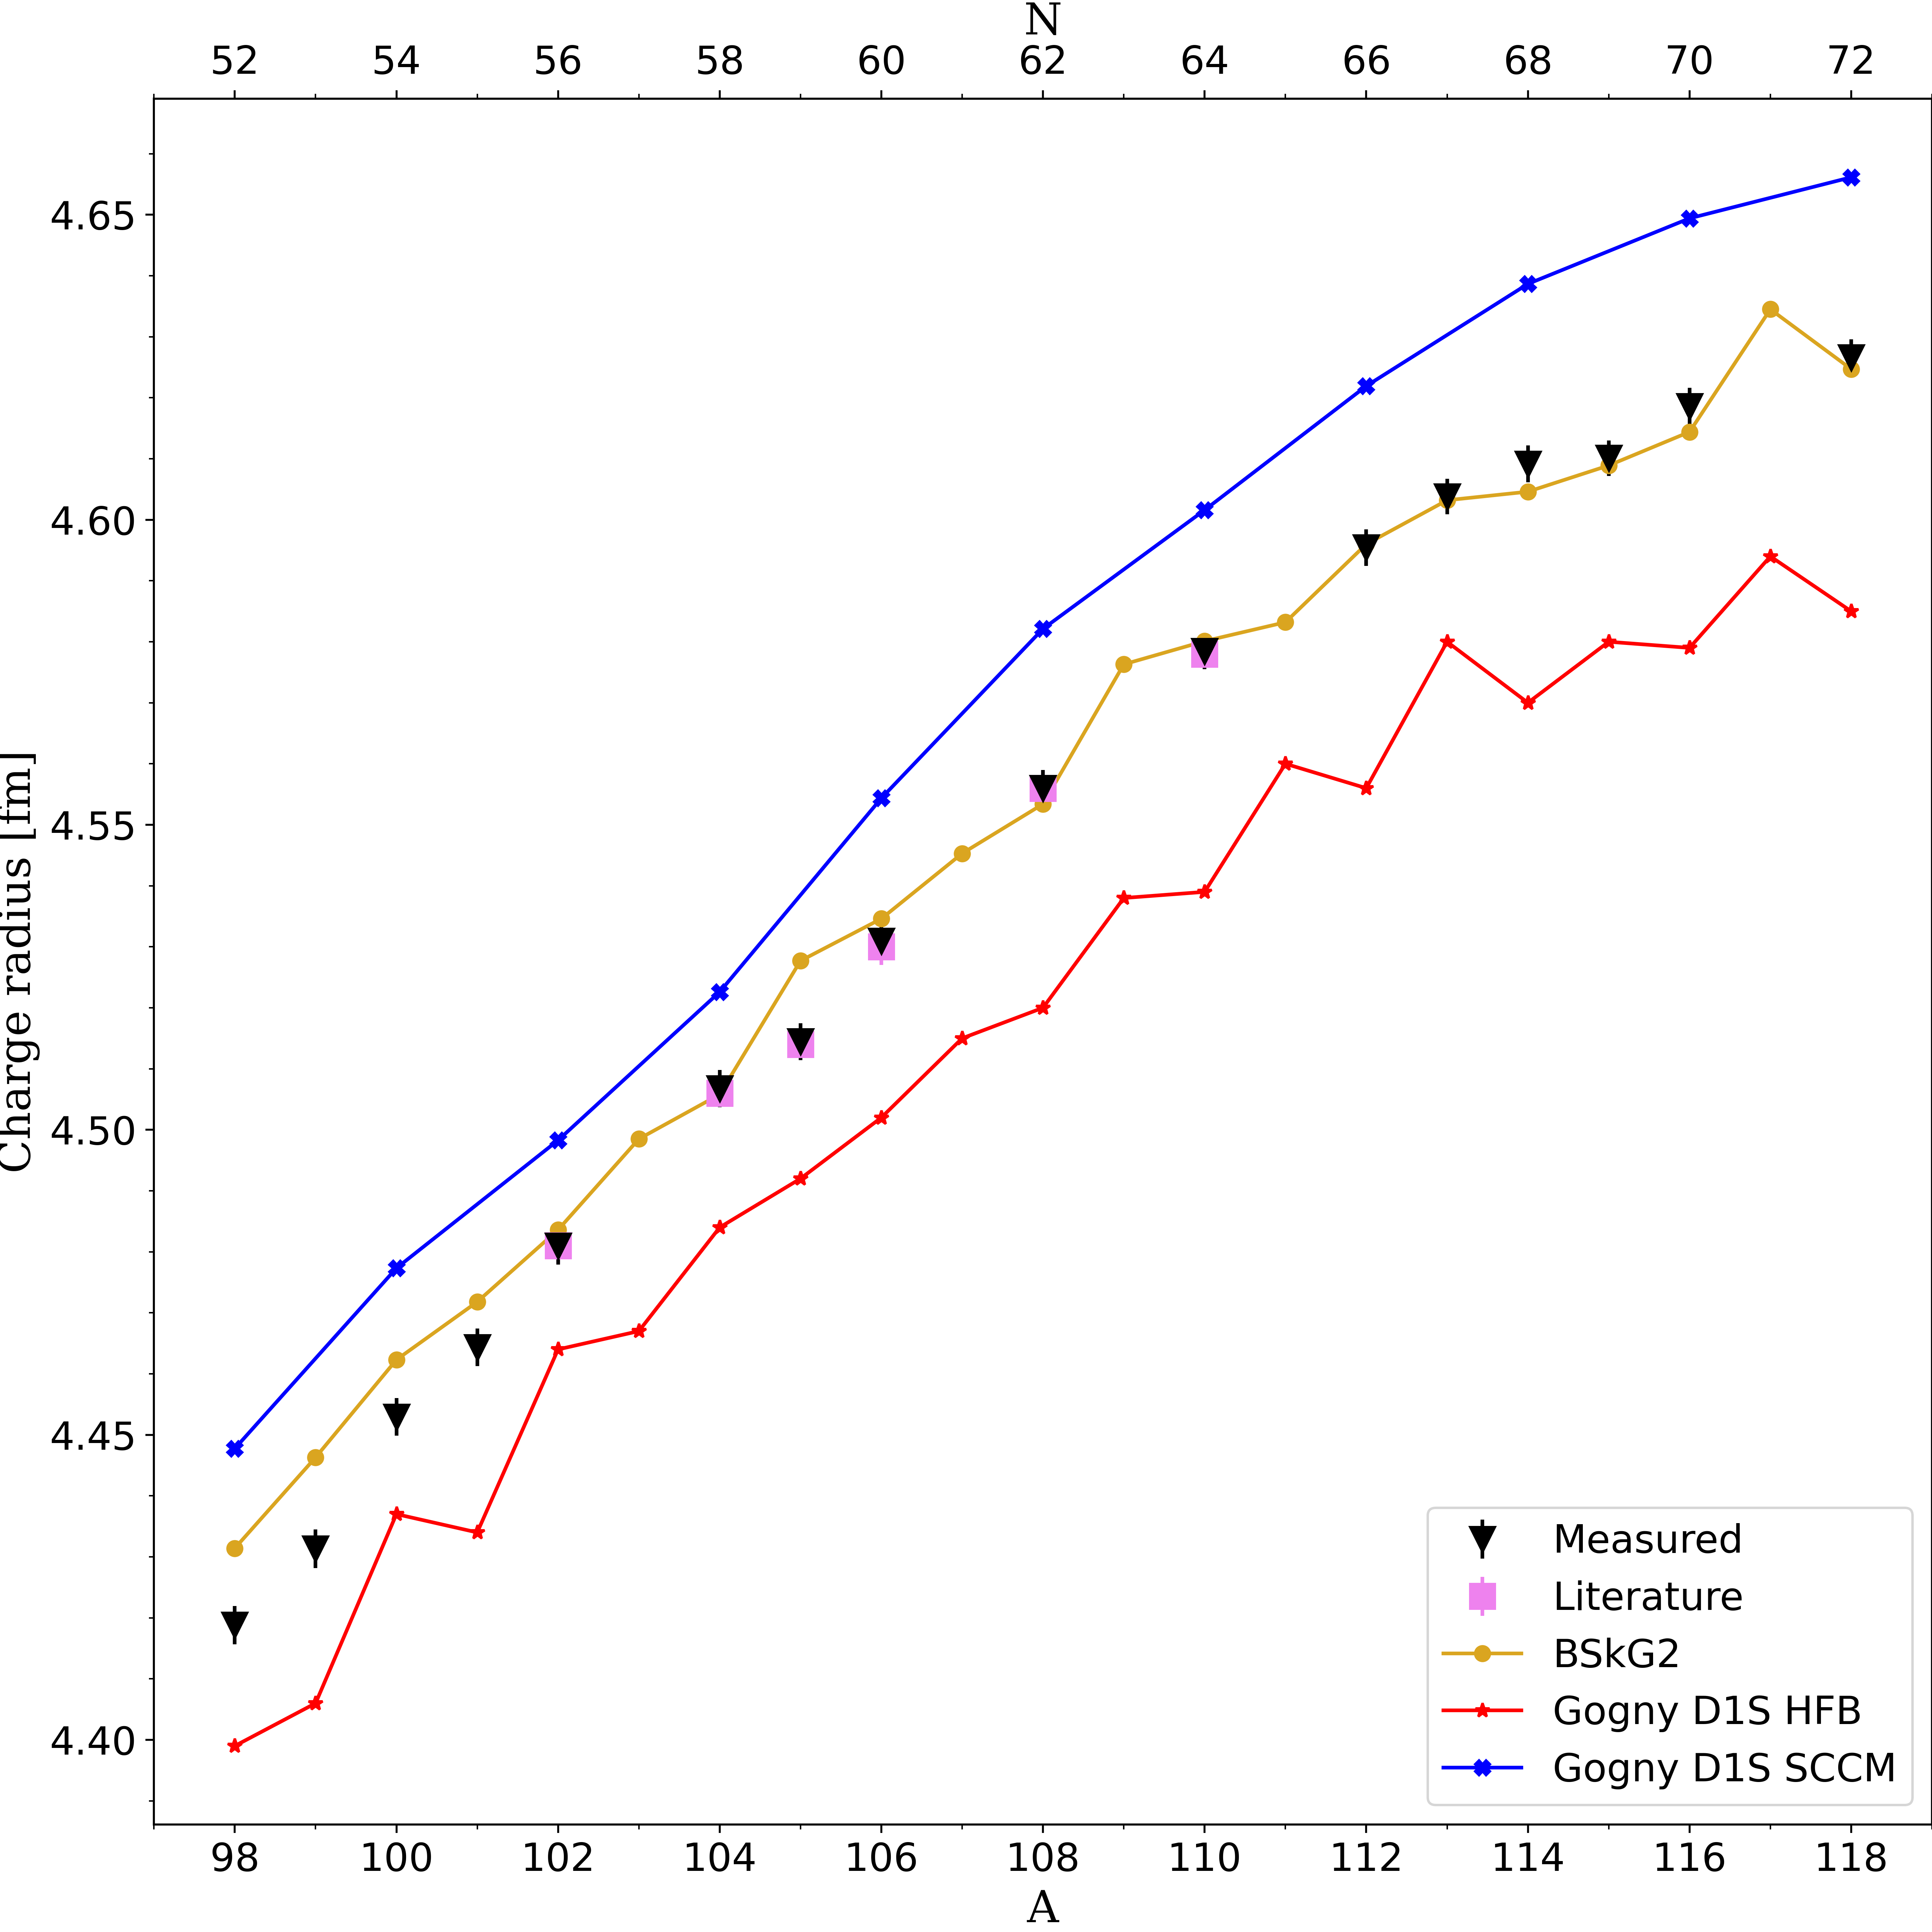 N
52 54 56 58 60 62 64 66 68 70 72
4.65
4.60
4.55
4.50
4.45
4.40
Charge radius [fm]
Measured
Literature
BSkG2
Gogny D1S HFB
Gogny D1S SCCM
98 100 102 104 106 108 110 112 114 116 118
A